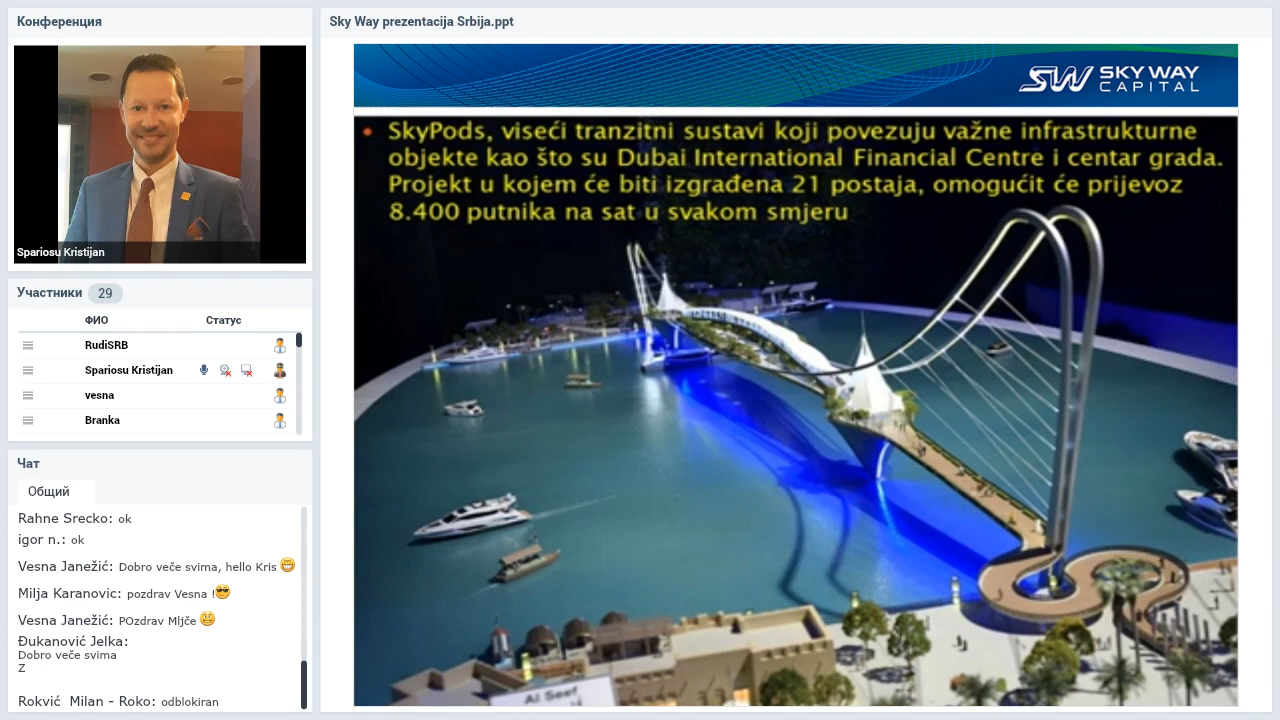 Конференция
Spariosu Kristijan
Участники 29
ФИО Статус
RudiSRB
Spariosu Kristijan
vesna
Branka
Чат
Общий
Rahne Srecko: ok
igor n.: ok
Vesna Janežić: Dobro veče svima, hello Kris
Milja Karanovic: pozdrav Vesna !
Vesna Janežić: POzdrav Mljče
Đukanović Jelka:
Dobro veče svima
Z
Rokvić Milan - Roko: odblokiran
Sky Way prezentacija Srbija.ppt
SW SKY WAY
CAPITAL
• SkyPods, viseći tranzitni sustavi koji povezuju važne infrastrukturne
objekte kao što su Dubai International Financial Centre i centar grada.
Projekt u kojem će biti izgrađena 21 postaja, omogućit će prijevoz
8.400 putnika na sat u svakom smjeru
Al Seef